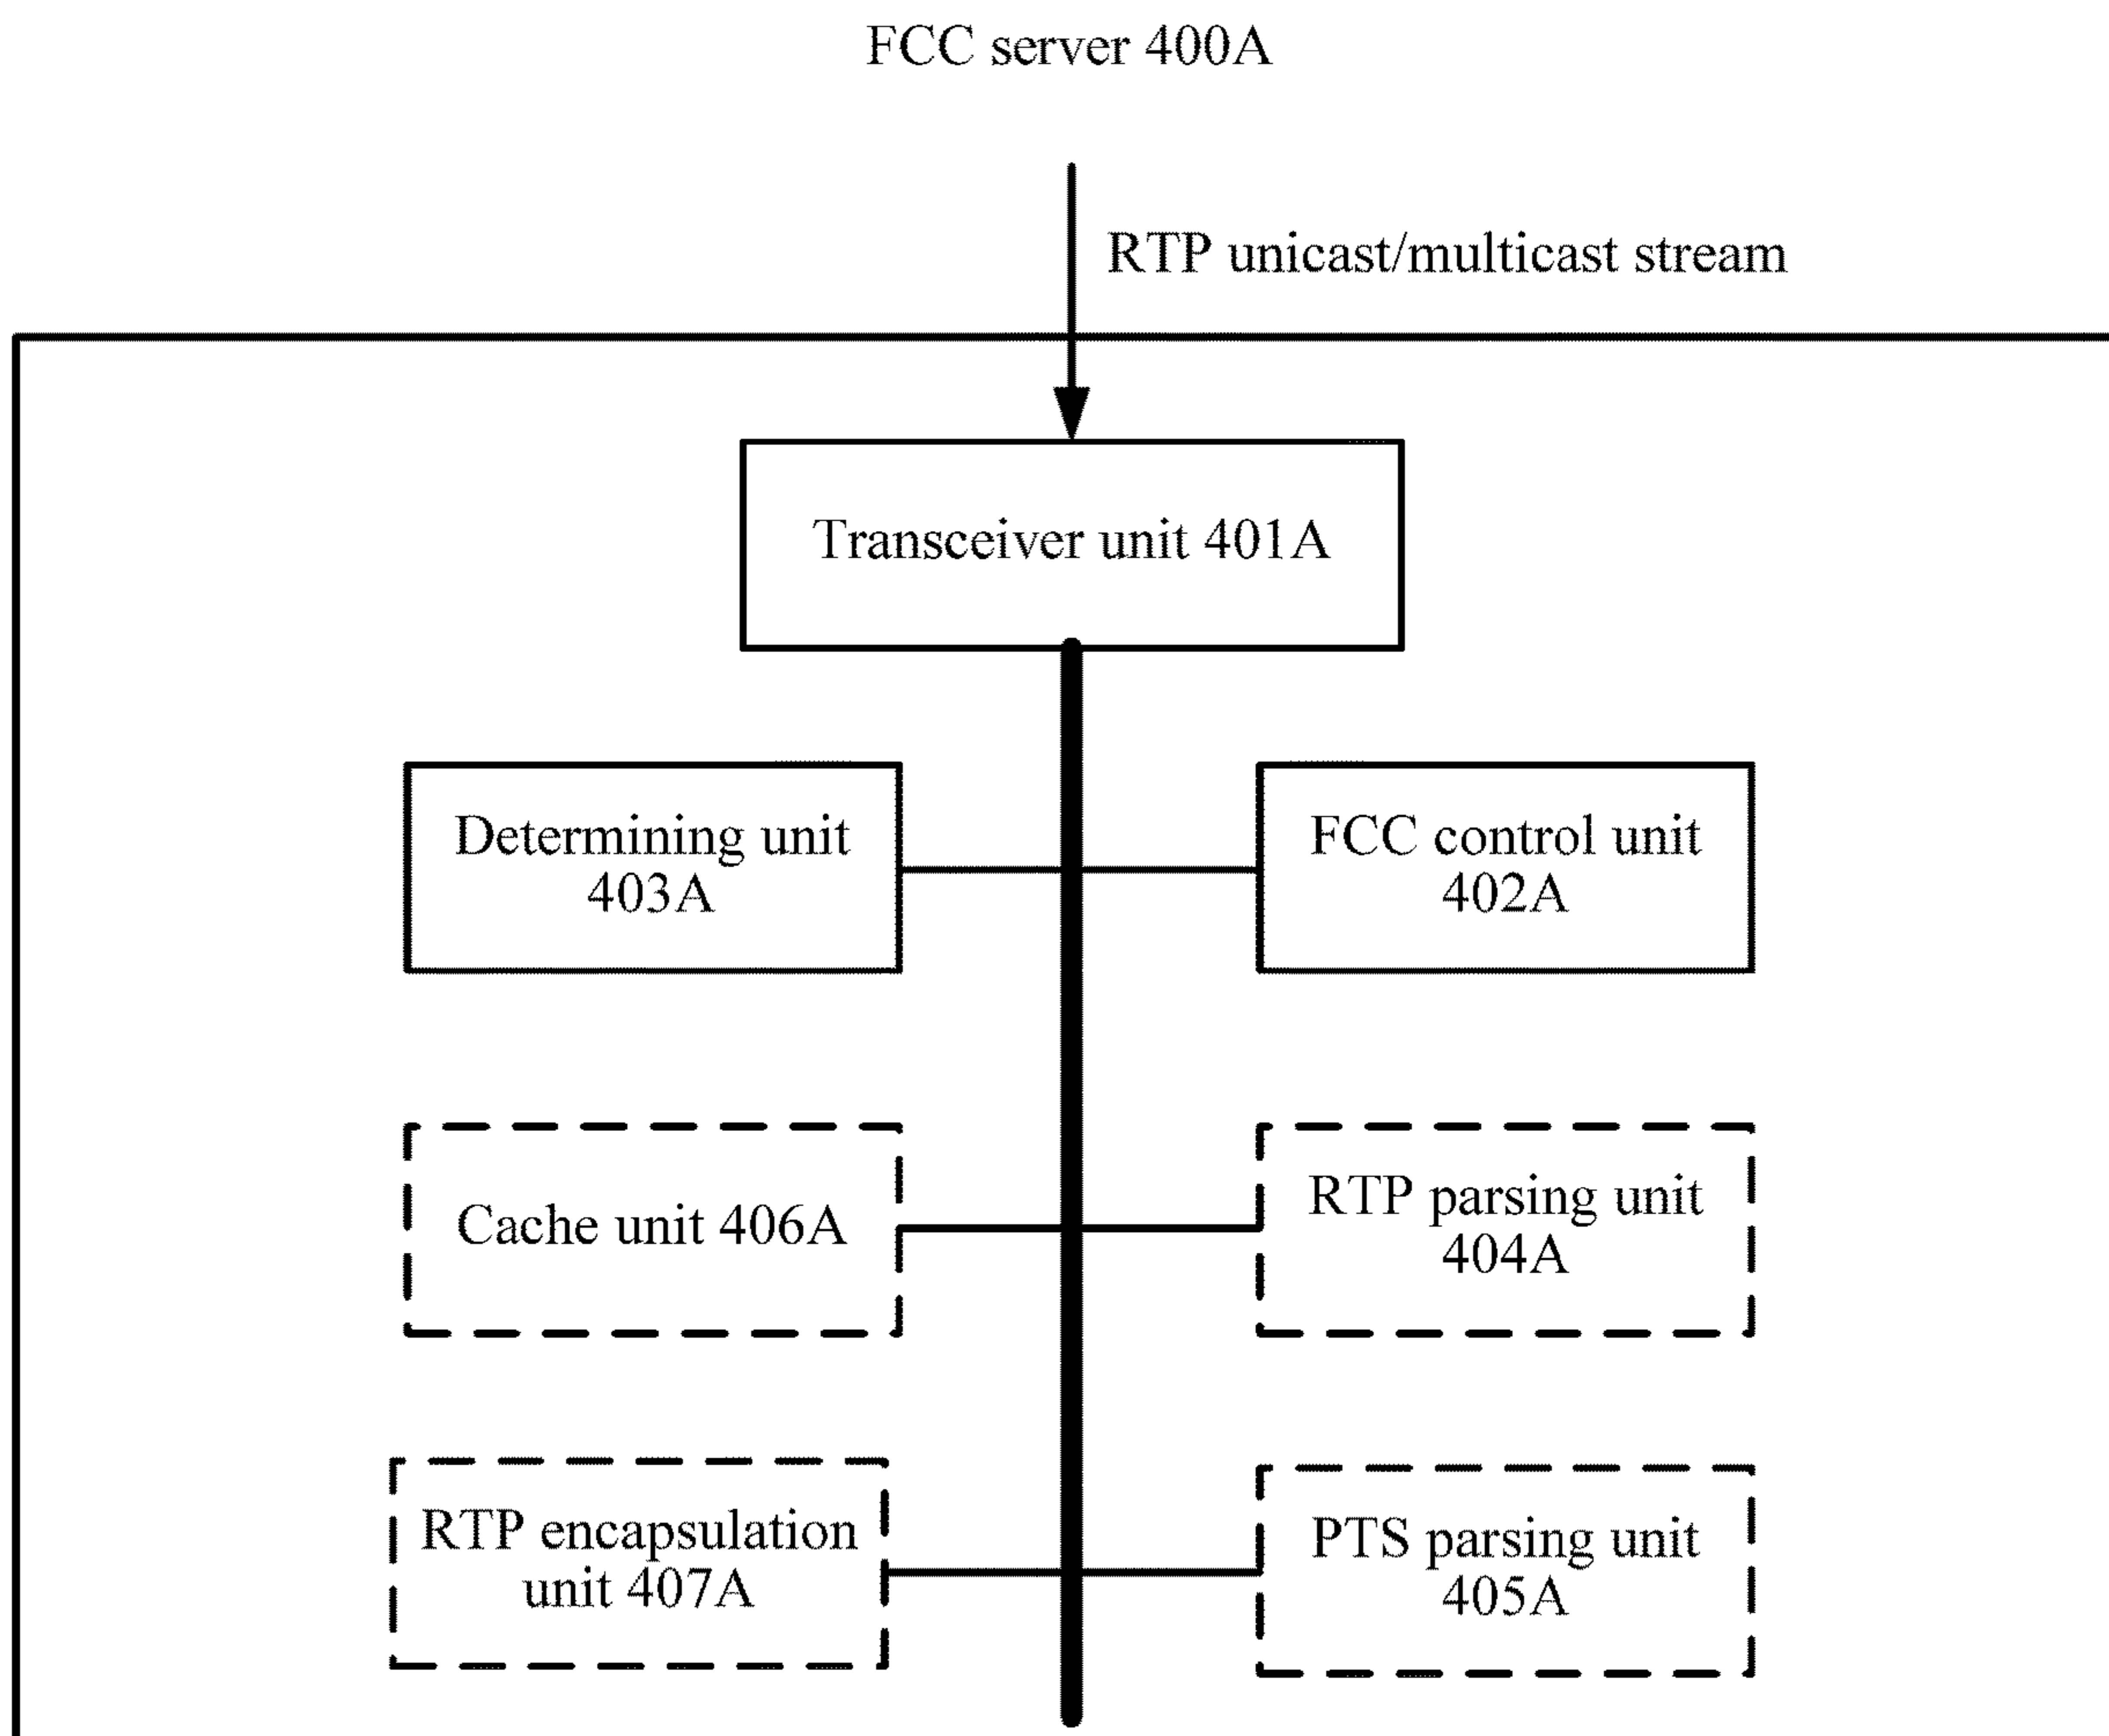 FCC server 400A
RTP unicast/multicast stream
Transceiver unit 401A
Determining unit
403A
FCC control unit
402A
Cache unit 406A
RTP parsing unit
404A
RTP encapsulation
unit 407A
PTS parsing unit
405A